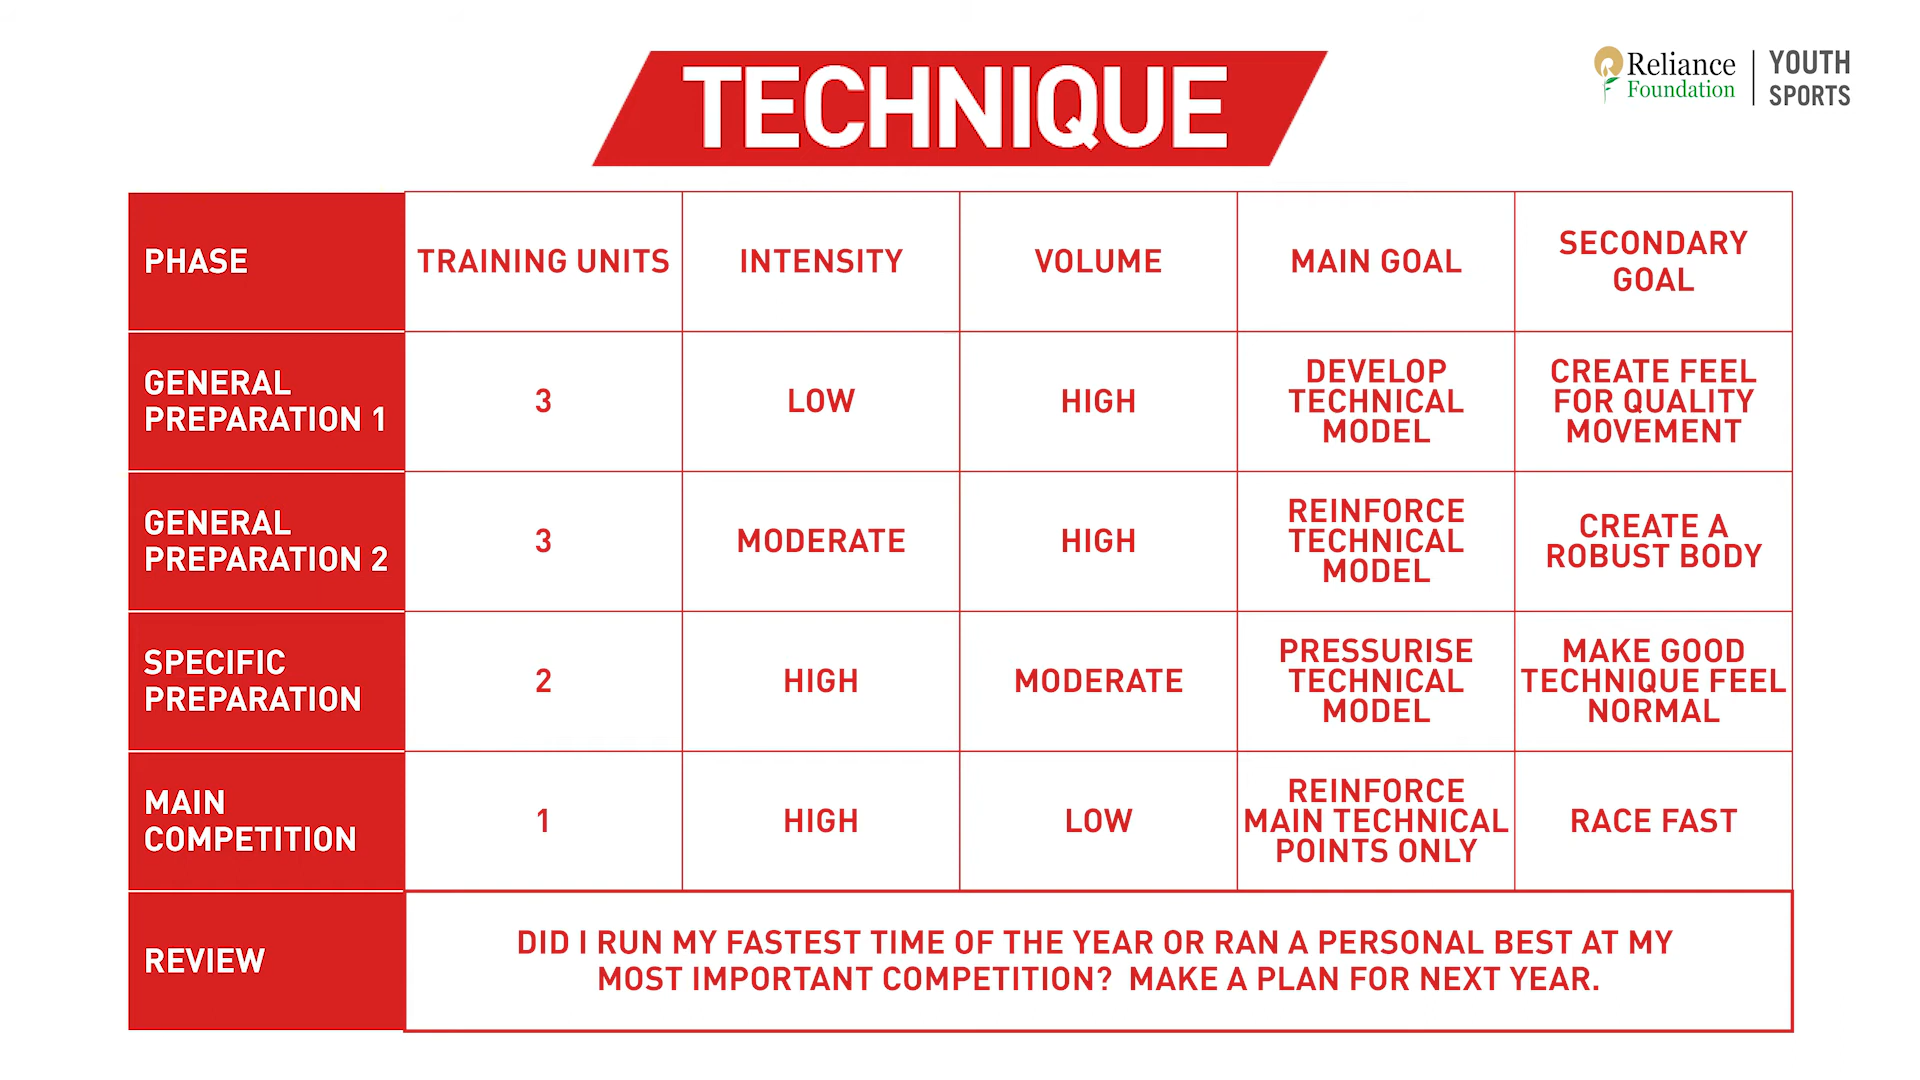 TECHNIQUE
Reliance
Foundation
YOUTH
SPORTS
PHASE
TRAINING UNITS
INTENSITY
VOLUME
MAIN GOAL
SECONDARY
GOAL
GENERAL
PREPARATION 1
3
LOW
HIGH
DEVELOP
TECHNICAL
MODEL
CREATE FEEL
FOR QUALITY
MOVEMENT
GENERAL
PREPARATION 2
3
MODERATE
HIGH
REINFORCE
TECHNICAL
MODEL
CREATE A
ROBUST BODY
SPECIFIC
PREPARATION
2
HIGH
MODERATE
PRESSURISE
TECHNICAL
MODEL
MAKE GOOD
TECHNIQUE FEEL
NORMAL
MAIN
COMPETITION
1
HIGH
LOW
REINFORCE
MAIN TECHNICAL
POINTS ONLY
RACE FAST
REVIEW
DID I RUN MY FASTEST TIME OF THE YEAR OR RAN A PERSONAL BEST AT MY
MOST IMPORTANT COMPETITION? MAKE A PLAN FOR NEXT YEAR.